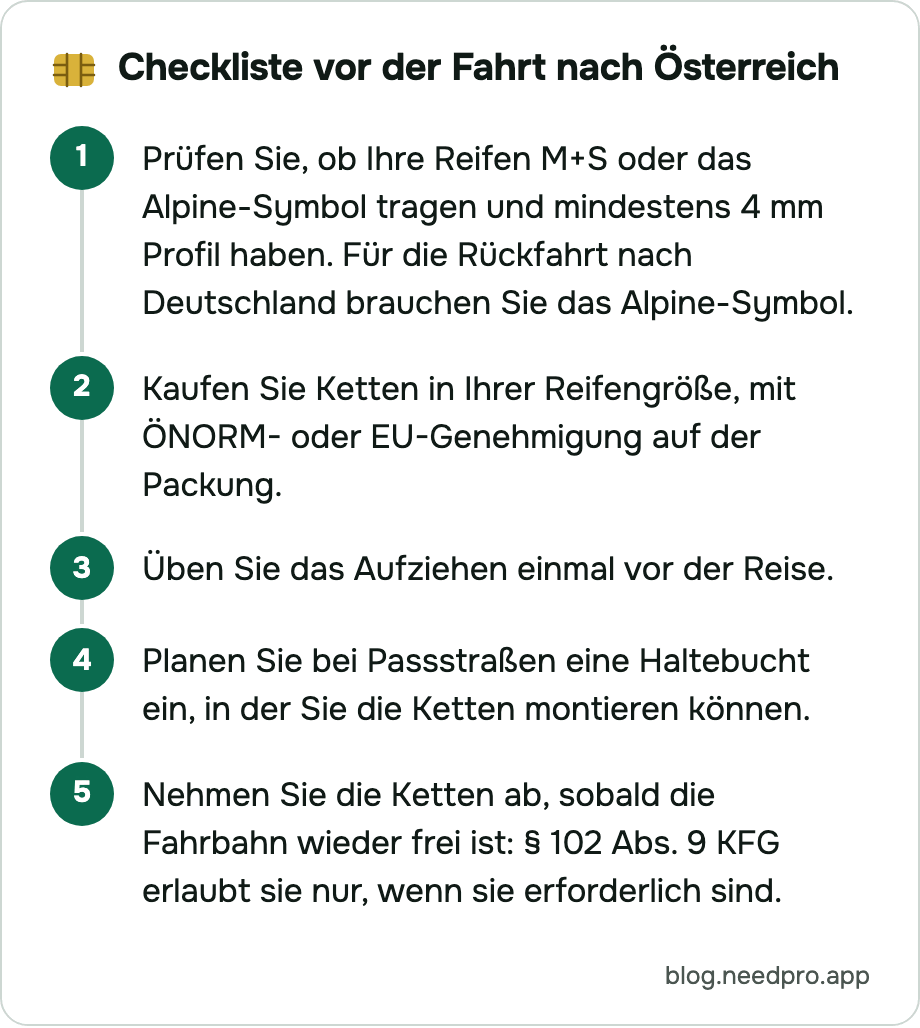 Checkliste vor der Fahrt nach Österreich
1
Prüfen Sie, ob Ihre Reifen M+S oder das
Alpine-Symbol tragen und mindestens 4 mm
Profil haben. Für die Rückfahrt nach
Deutschland brauchen Sie das Alpine-Symbol.
2
Kaufen Sie Ketten in Ihrer Reifengröße, mit
ÖNORM- oder EU-Genehmigung auf der
Packung.
3
Üben Sie das Aufziehen einmal vor der Reise.
4
Planen Sie bei Passstraßen eine Haltebucht
ein, in der Sie die Ketten montieren können.
5
Nehmen Sie die Ketten ab, sobald die
Fahrbahn wieder frei ist: § 102 Abs. 9 KFG
erlaubt sie nur, wenn sie erforderlich sind.
blog.needpro.app